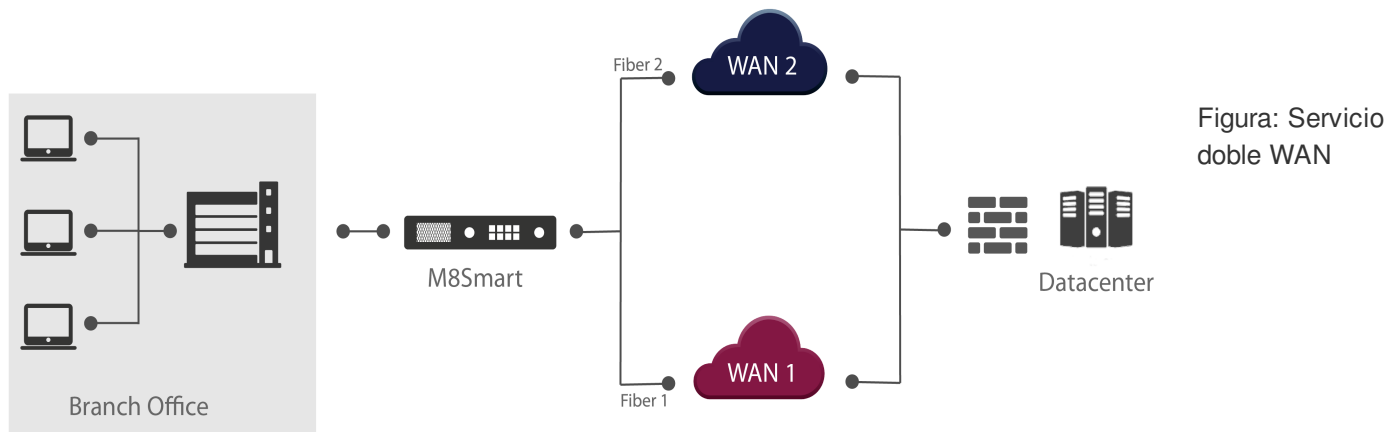 Fiber 2
WAN 2
Figura: Servicio
doble WAN
M8Smart
Datacenter
WAN 1
Fiber 1
Branch Office